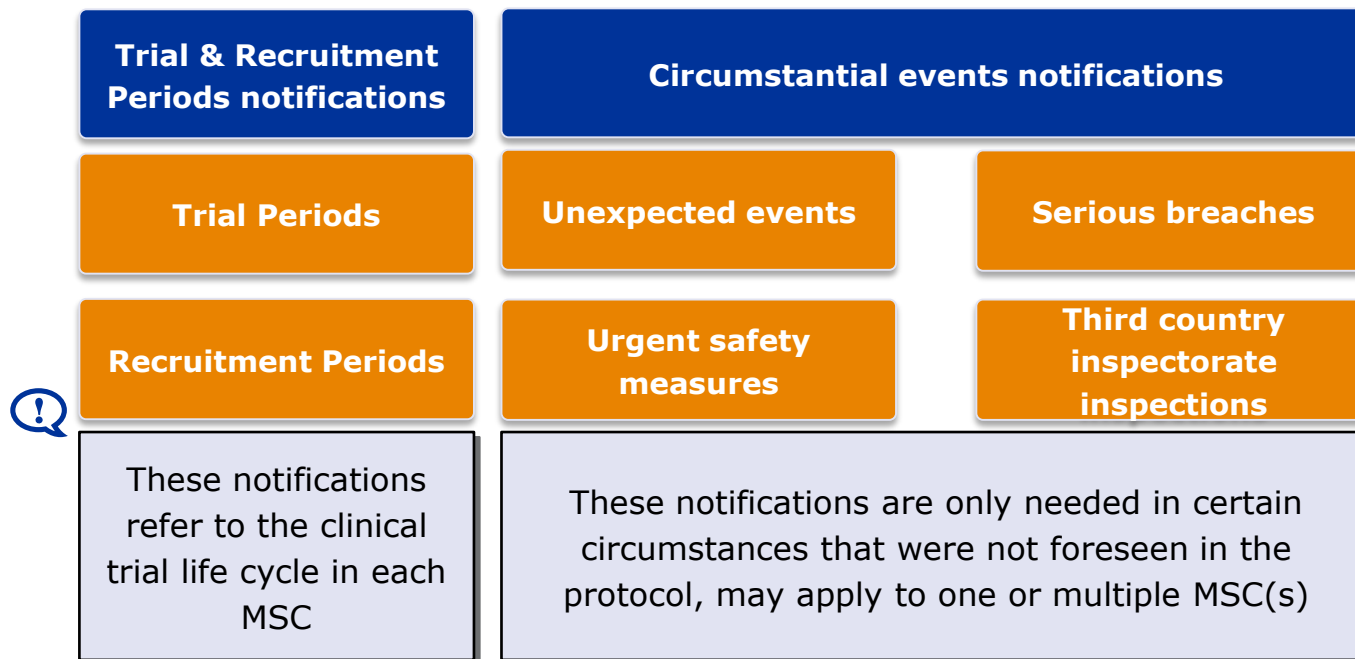 Trial & Recruitment
Periods notifications
Circumstantial events notifications
Trial Periods
Unexpected events
Serious breaches
Recruitment Periods
Urgent safety
measures
Third country
inspectorate
inspections
!
These notifications
refer to the clinical
trial life cycle in each
MSC
These notifications are only needed in certain
circumstances that were not foreseen in the
protocol, may apply to one or multiple MSC(s)